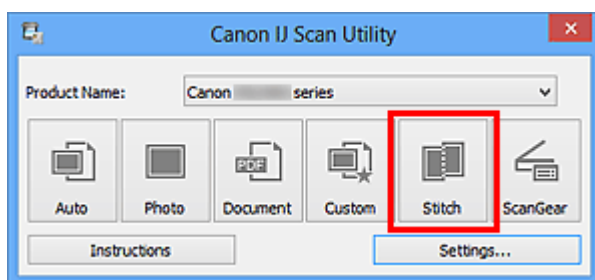 Canon IJ Scan Utility
Product Name: Canon series
PDF
Auto Photo Document Custom Stitch ScanGear
Instructions Settings...